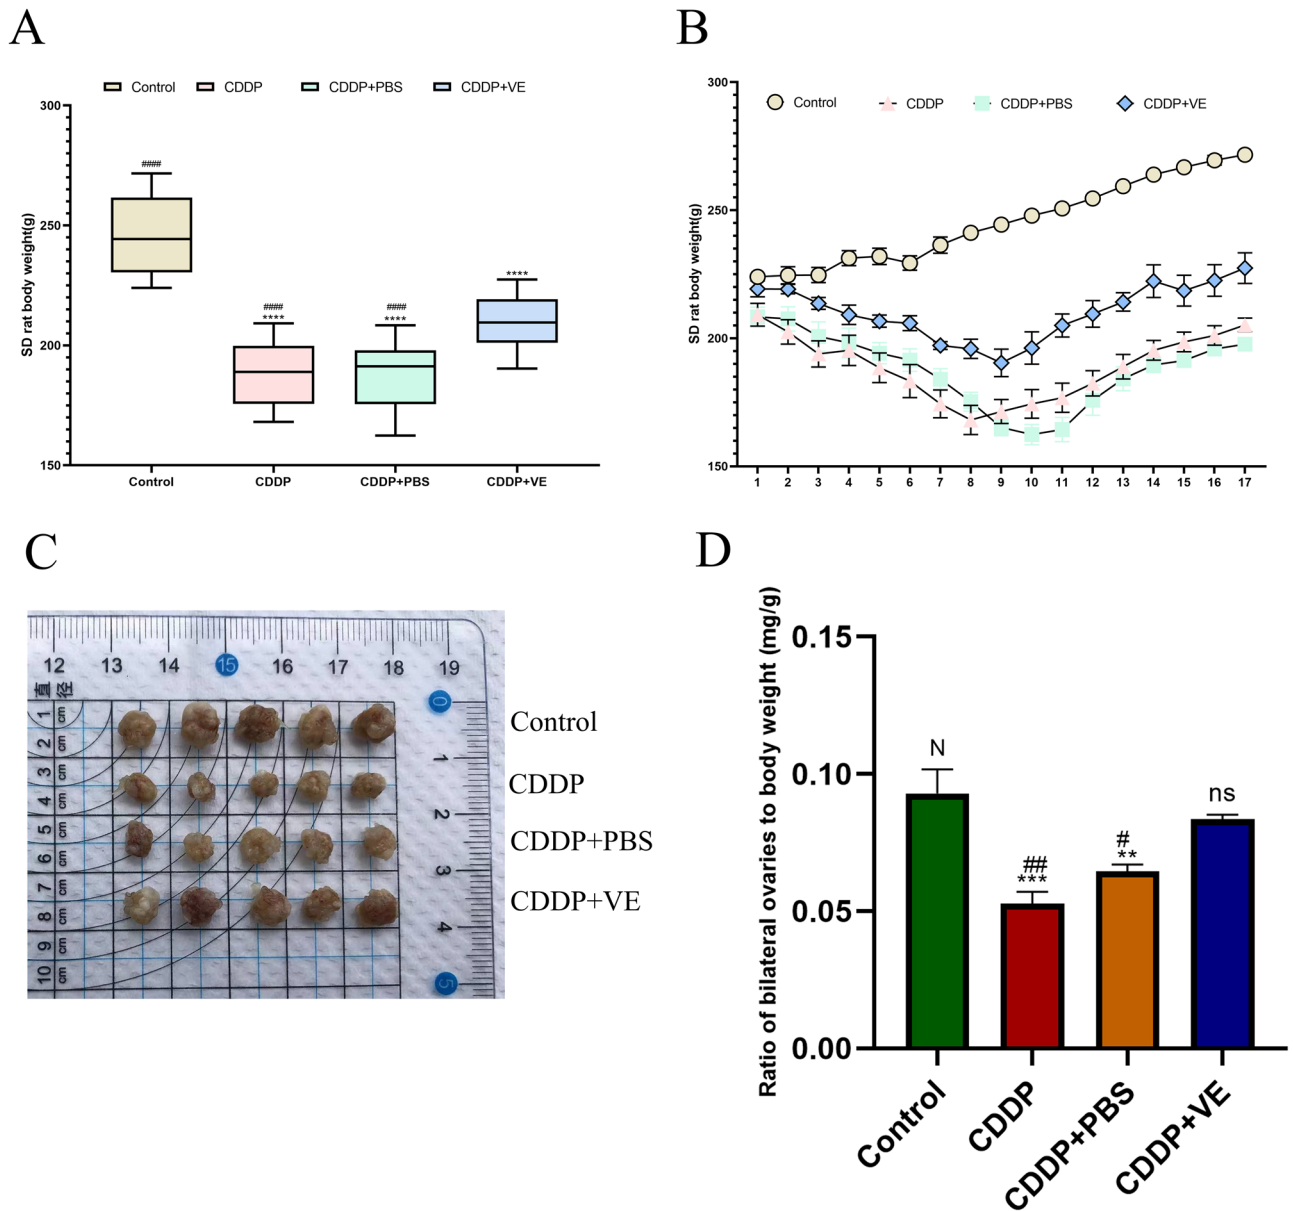 A
Control CDDP CDDP+PBS CDDP+VE
SD rat body weight(g)
300
250
200
150
####
####
****
####
****
****
Control CDDP CDDP+PBS CDDP+VE
B
Control CDDP CDDP+PBS CDDP+VE
SD rat body weight(g)
300
250
200
150
1 2 3 4 5 6 7 8 9 10 11 12 13 14 15 16 17
C
12 13 14 15 16 17 18 19
直径
1 cm
2 cm
3 cm
4 cm
5 cm
6 cm
7 cm
8 cm
9 cm
10 cm
0
1
2
3
4
5
Control
CDDP
CDDP+PBS
CDDP+VE
D
Ratio of bilateral ovaries to body weight (mg/g)
0.15
0.10
0.05
0.00
N
##
***
#
**
ns
Control CDDP CDDP+PBS CDDP+VE